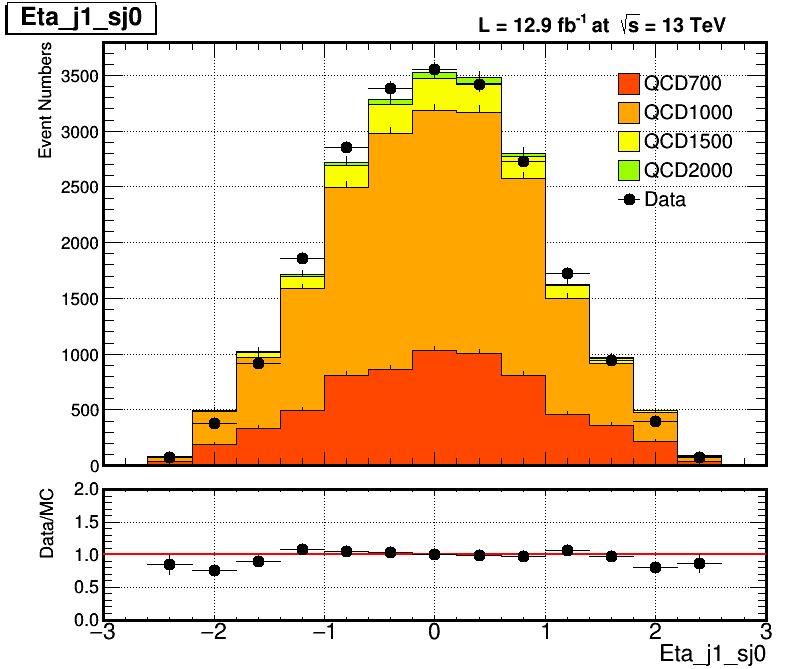 Eta_j1_sj0
L = 12.9 fb-1 at √s = 13 TeV
Event Numbers
3500
3000
2500
2000
1500
1000
500
0
QCD700
QCD1000
QCD1500
QCD2000
Data
Data/MC
2.0
1.5
1.0
0.5
0.0
−3 −2 −1 0 1 2 3
Eta_j1_sj0